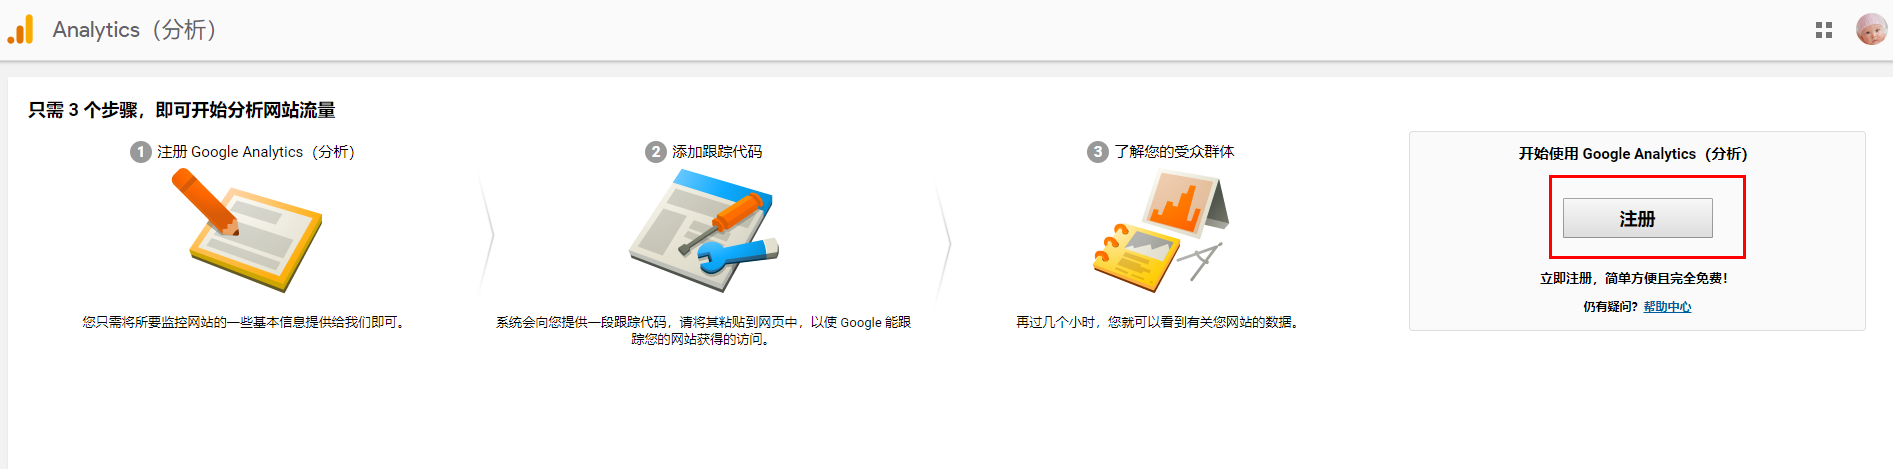 Analytics（分析）
只需 3 个步骤，即可开始分析网站流量
1 注册 Google Analytics（分析）
您只需将所要监控网站的一些基本信息提供给我们即可。
2 添加跟踪代码
系统会向您提供一段跟踪代码，请将其粘贴到网页中，以使 Google 能跟
踪您的网站获得的访问。
3 了解您的受众群体
再过几个小时，您就可以看到有关您网站的数据。
开始使用 Google Analytics（分析）
注册
立即注册，简单方便且完全免费！
仍有疑问？帮助中心